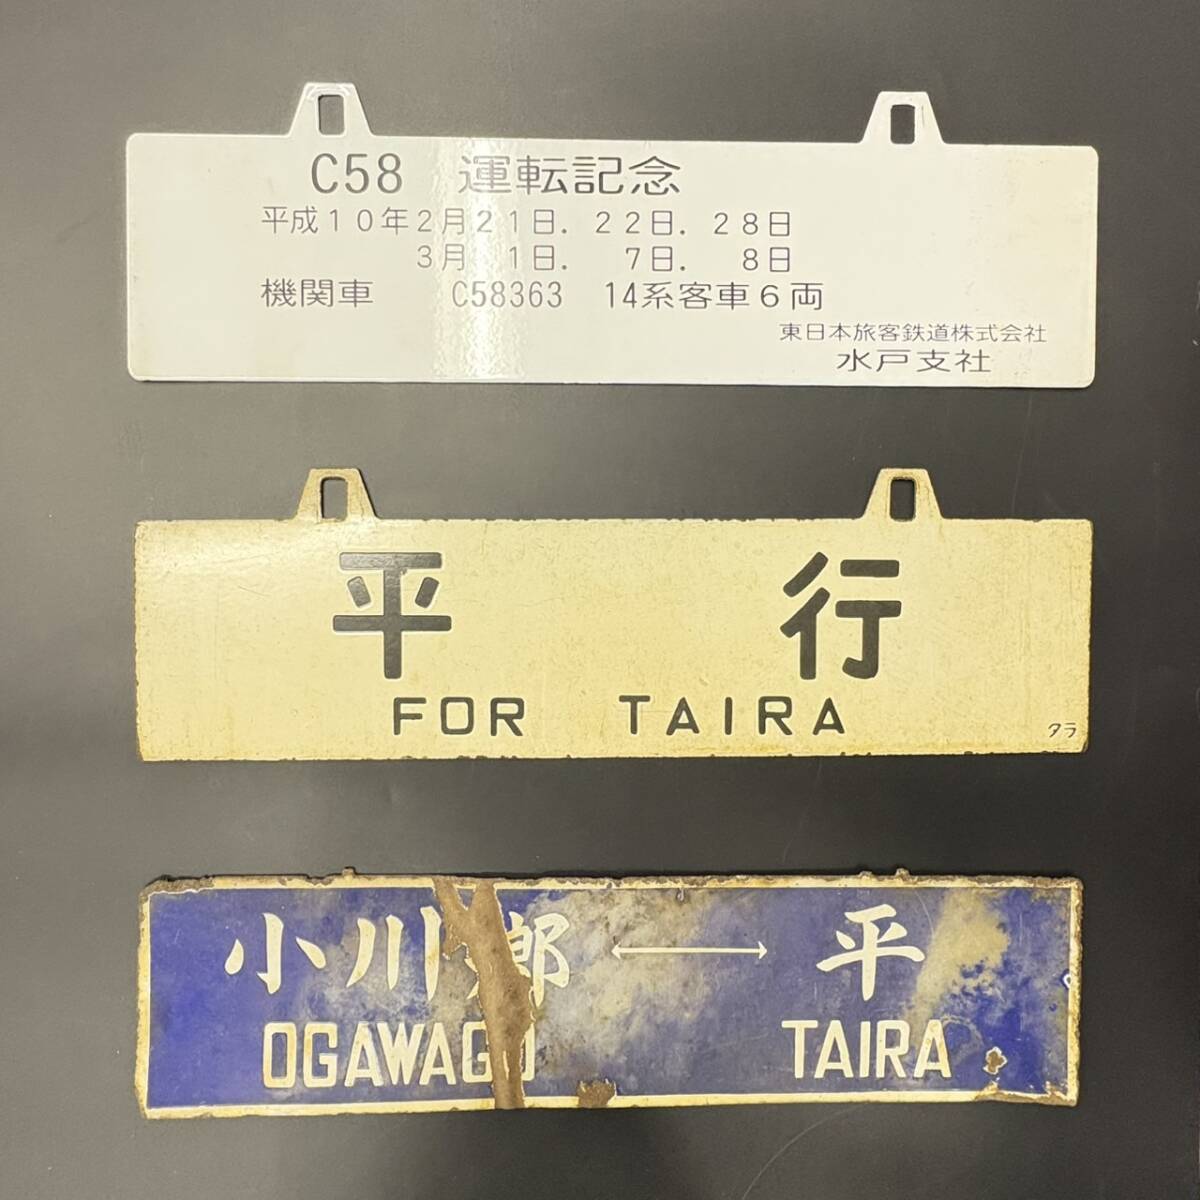 C58 運転記念
平成10年2月21日．22日．28日
3月 1日． 7日． 8日
機関車 C58363 14系客車6両
東日本旅客鉄道株式会社
水戸支社
平 行
FOR TAIRA
タラ
小川郷 ←→ 平
OGAWAGO TAIRA